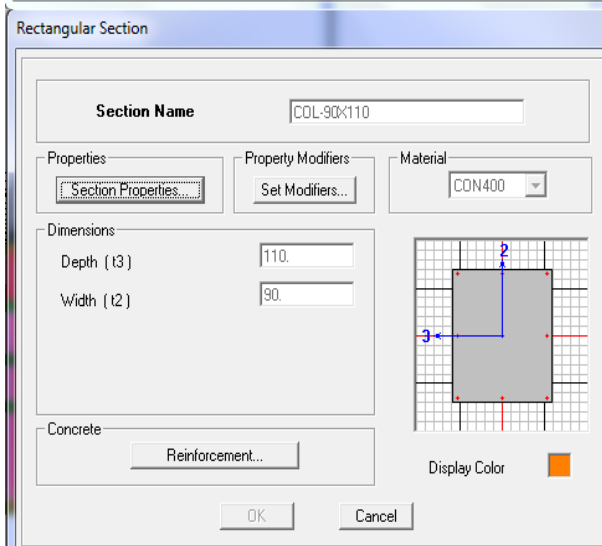 Rectangular Section
Section Name COL-90X110
Properties
Section Properties...
Property Modifiers
Set Modifiers...
Material
CON400
Dimensions
Depth ( t3 ) 110.
Width ( t2 ) 90.
2
3
Concrete
Reinforcement...
Display Color
OK Cancel